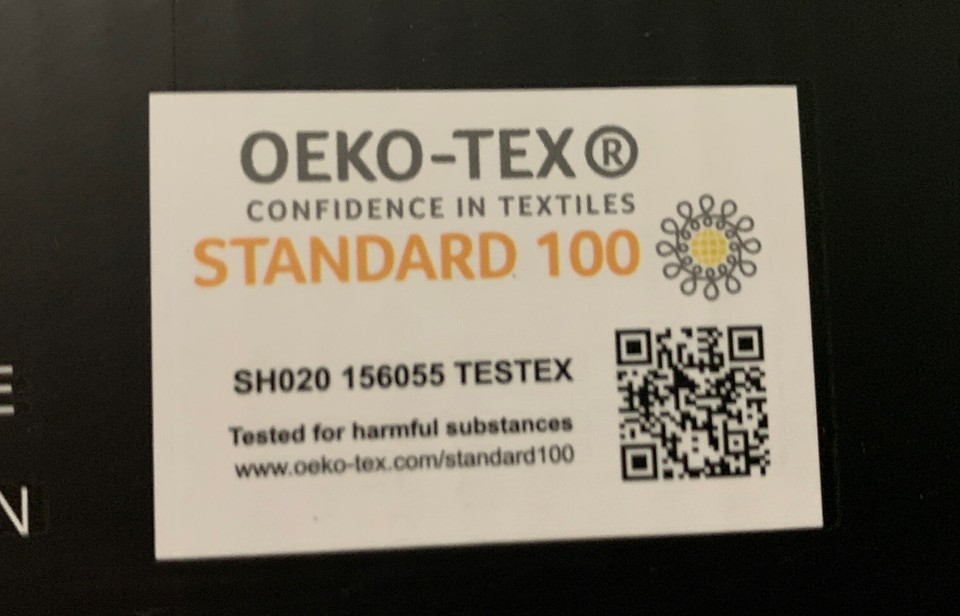 OEKO-TEX®
CONFIDENCE IN TEXTILES
STANDARD 100
SH020 156055 TESTEX
Tested for harmful substances
www.oeko-tex.com/standard100
E
N